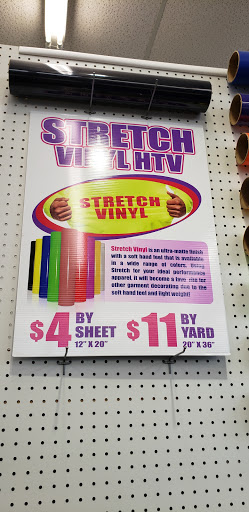 STRETCH
VINYL HTV
STRETCH
VINYL
Stretch Vinyl is an ultra-matte finish
with a soft hand feel that is available
in a wide range of colors. Using
Stretch for your ideal performance
apparel. It will become a favorite for
other garment decorating due to the
soft hand feel and light weight!
$4 BY SHEET
12" X 20"
$11 BY YARD
20" X 36"